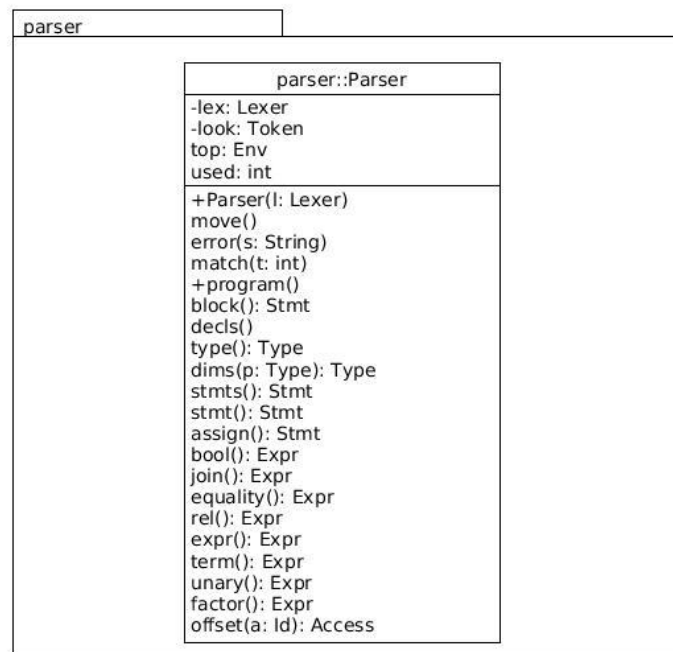 parser
parser::Parser
-lex: Lexer
-look: Token
top: Env
used: int
+Parser(l: Lexer)
move()
error(s: String)
match(t: int)
+program()
block(): Stmt
decls()
type(): Type
dims(p: Type): Type
stmts(): Stmt
stmt(): Stmt
assign(): Stmt
bool(): Expr
join(): Expr
equality(): Expr
rel(): Expr
expr(): Expr
term(): Expr
unary(): Expr
factor(): Expr
offset(a: Id): Access